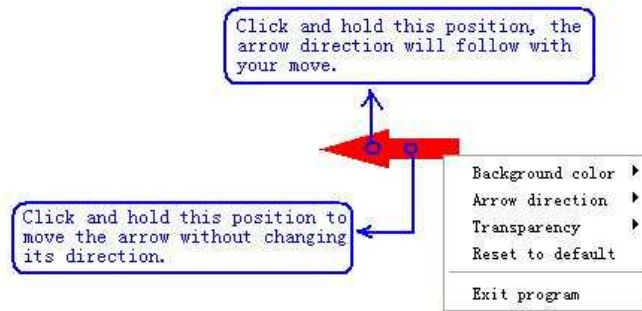 Click and hold this position, the
arrow direction will follow with
your move.
Click and hold this position to
move the arrow without changing
its direction.
Background color
Arrow direction
Transparency
Reset to default
Exit program